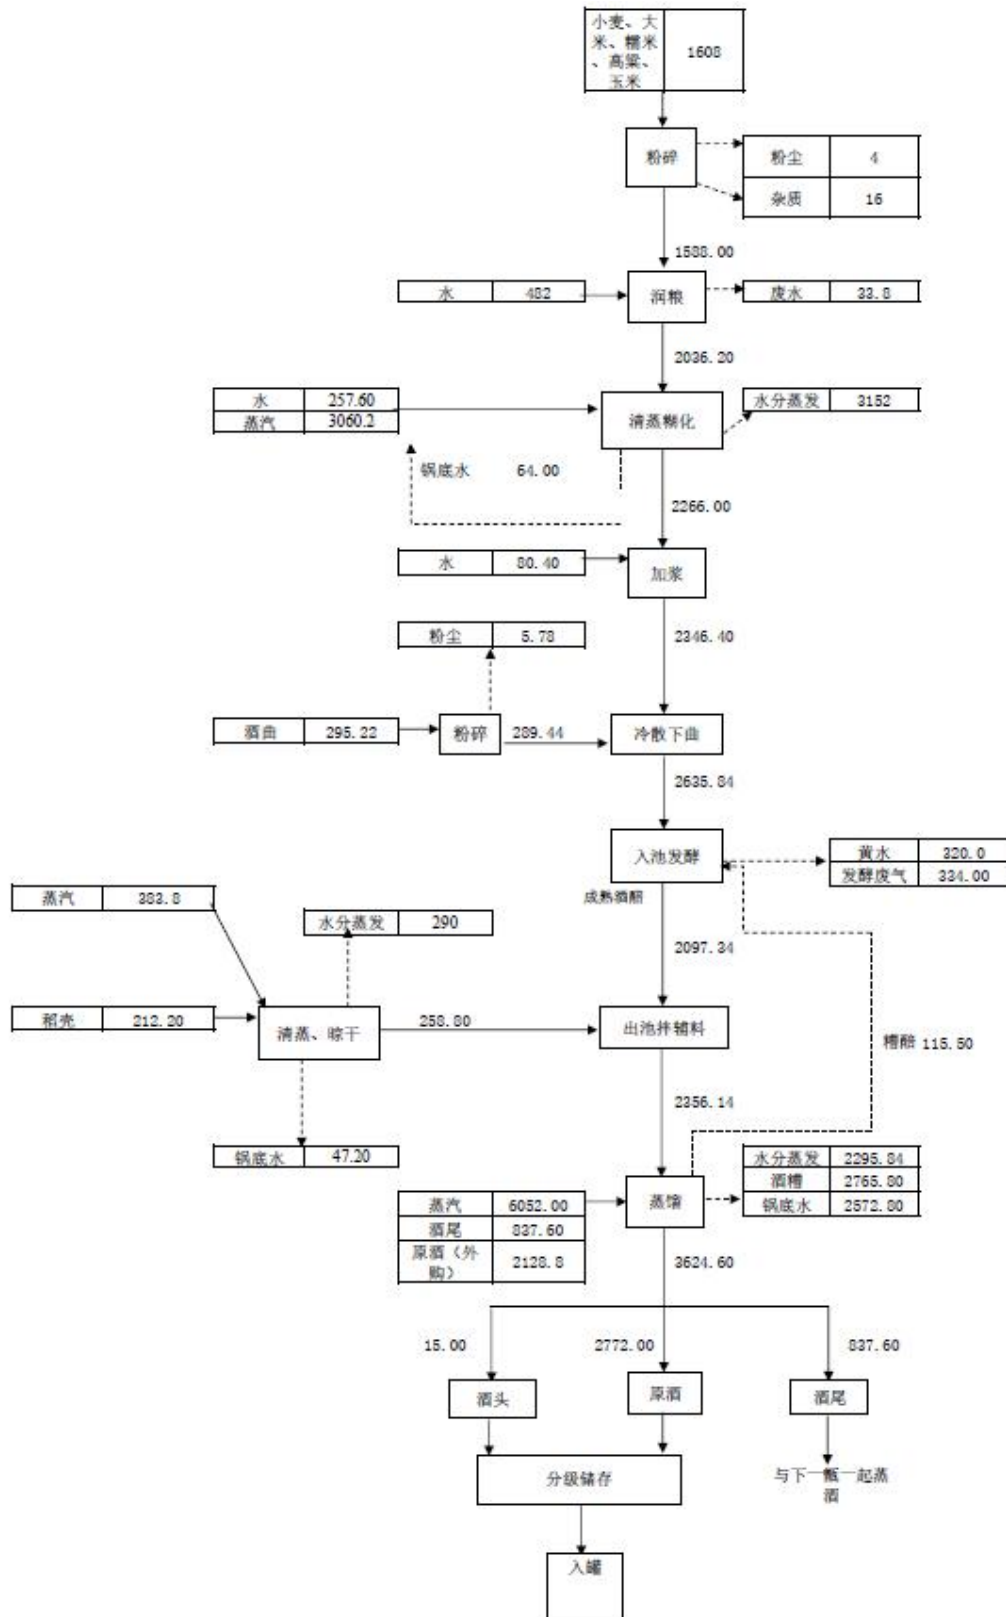 小麦、大
米、糯米
、高粱、
玉米
1608
粉碎
粉尘 4
杂质 16
1588.00
水 482
润粮
废水 33.8
2036.20
水 257.60
蒸汽 3060.2
清蒸糊化
水分蒸发 3152
锅底水 64.00
2266.00
水 80.40
加浆
粉尘 5.78
2346.40
酒曲 295.22
粉碎
289.44
冷散下曲
2635.84
入池发酵
黄水 320.0
发酵废气 334.00
成熟酒醅
蒸汽 383.8
水分蒸发 290
2097.34
稻壳 212.20
清蒸、晾干
258.80
出池拌辅料
糟醅 115.50
2356.14
锅底水 47.20
水分蒸发 2295.84
酒糟 2765.80
锅底水 2572.80
蒸汽 6052.00
酒尾 837.60
原酒（外
购） 2128.8
蒸馏
3624.60
15.00
2772.00
837.60
酒头
原酒
酒尾
分级储存
与下一甑一起蒸
酒
入罐